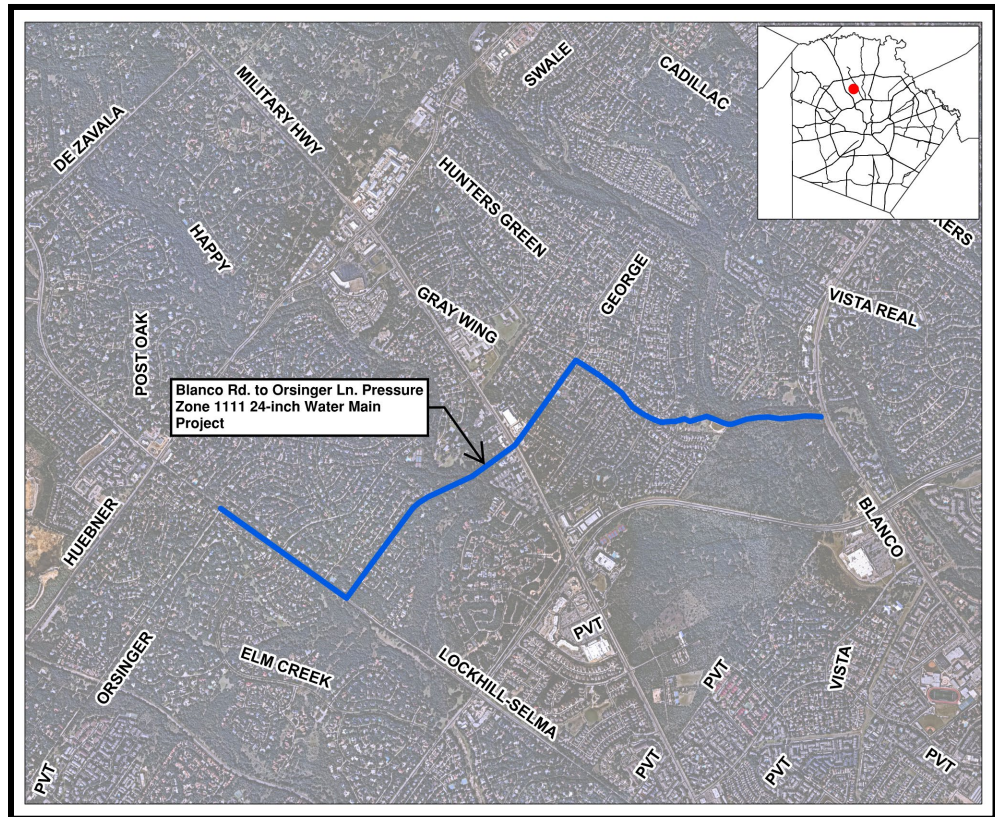 SWALE
CADILLAC
MILITARY HWY
DE ZAVALA
HUNTERS GREEN
KERS
HAPPY
GEORGE
VISTA REAL
GRAY WING
POST OAK
Blanco Rd. to Orsinger Ln. Pressure
Zone 1111 24-inch Water Main
Project
HUEBNER
BLANCO
PVT
ORSINGER
ELM CREEK
LOCKHILL-SELMA
PVT
VISTA
PVT
PVT
PVT
PVT